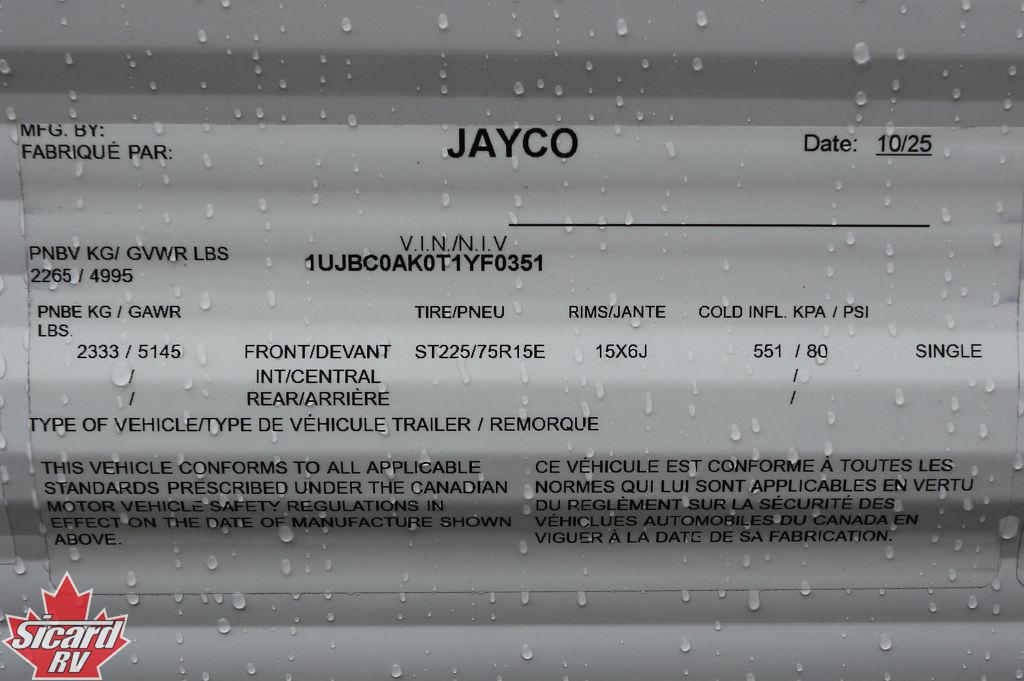 MFG. BY:
FABRIQUÉ PAR:
JAYCO
Date: 10/25
V.I.N./N.I.V
PNBV KG/ GVWR LBS
2265 / 4995
1UJBC0AK0T1YF0351
PNBE KG / GAWR LBS. TIRE/PNEU RIMS/JANTE COLD INFL. KPA / PSI
2333 / 5145 FRONT/DEVANT ST225/75R15E 15X6J 551 / 80 SINGLE
/ INT/CENTRAL /
/ REAR/ARRIÈRE /
TYPE OF VEHICLE/TYPE DE VÉHICULE TRAILER / REMORQUE
THIS VEHICLE CONFORMS TO ALL APPLICABLE
STANDARDS PRESCRIBED UNDER THE CANADIAN
MOTOR VEHICLE SAFETY REGULATIONS IN
EFFECT ON THE DATE OF MANUFACTURE SHOWN
ABOVE.
CE VÉHICULE EST CONFORME À TOUTES LES
NORMES QUI LUI SONT APPLICABLES EN VERTU
DU REGLÈMENT SUR LA SÉCURITÉ DES
VÉHICLUES AUTOMOBILES DU CANADA EN
VIGUER À LA DATE DE SA FABRICATION.
Sicard
RV